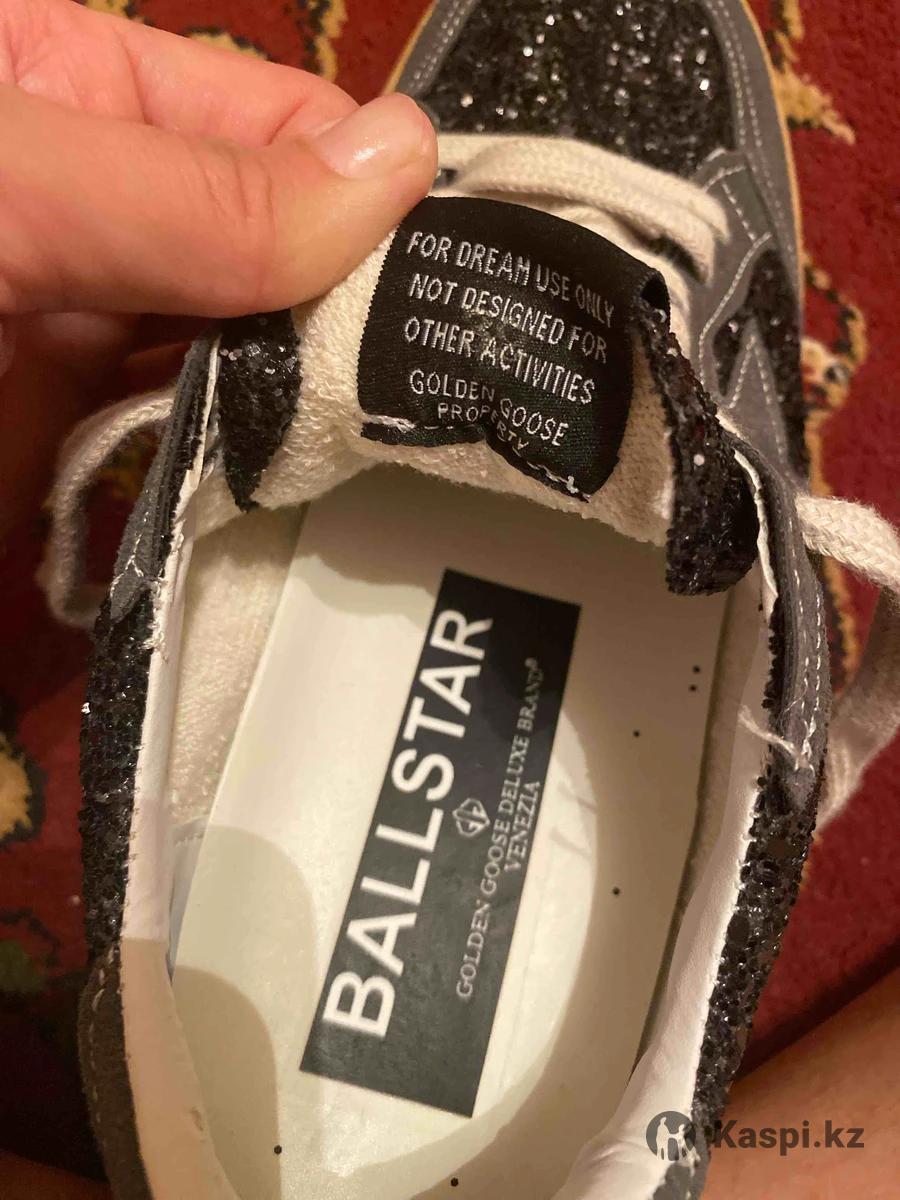 FOR DREAM USE ONLY
NOT DESIGNED FOR
OTHER ACTIVITIES
GOLDEN GOOSE
PROPERTY
BALLSTAR
GOLDEN GOOSE DELUXE BRAND®
VENEZIA
Kaspi.kz